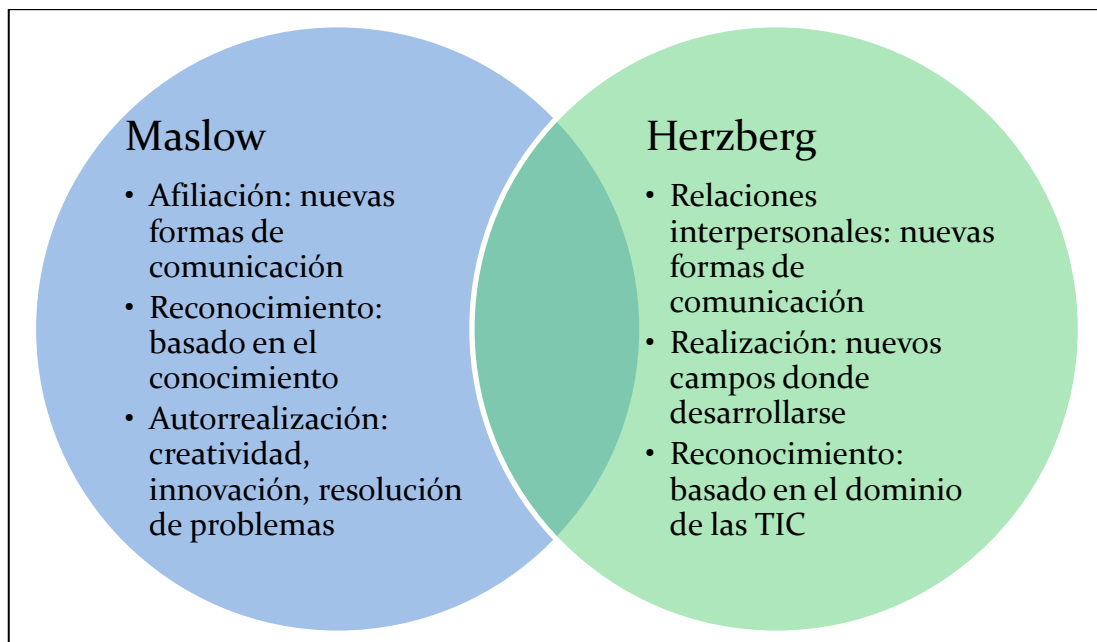 Maslow
• Afiliación: nuevas
formas de
comunicación
• Reconocimiento:
basado en el
conocimiento
• Autorrealización:
creatividad,
innovación, resolución
de problemas
Herzberg
• Relaciones
interpersonales: nuevas
formas de
comunicación
• Realización: nuevos
campos donde
desarrollarse
• Reconocimiento:
basado en el dominio
de las TIC